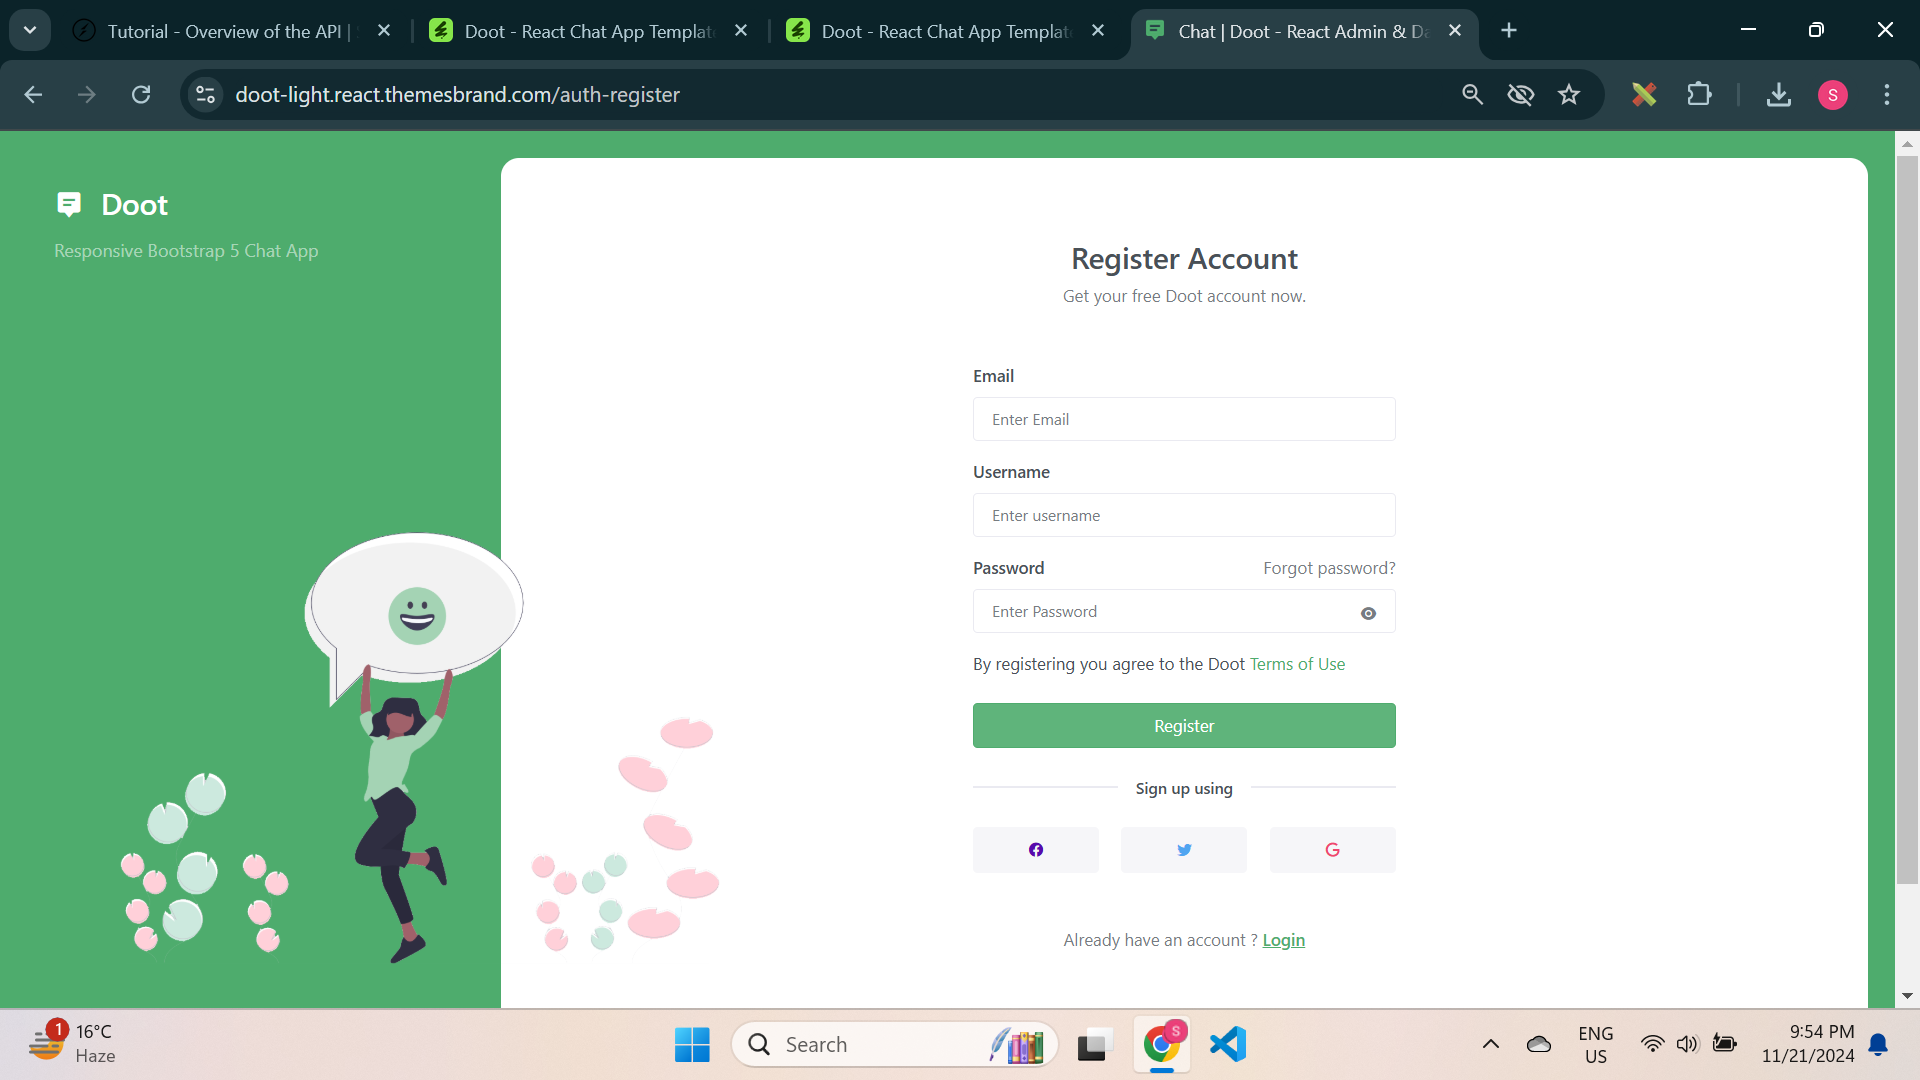 Tutorial - Overview of the API |
Doot - React Chat App Templat
Doot - React Chat App Templat
Chat | Doot - React Admin & Da
doot-light.react.themesbrand.com/auth-register
S
Doot
Responsive Bootstrap 5 Chat App
Register Account
Get your free Doot account now.
Email
Enter Email
Username
Enter username
Password
Forgot password?
Enter Password
By registering you agree to the Doot Terms of Use
Register
Sign up using
Already have an account ? Login
1
16°C
Haze
Search
S
ENG
US
9:54 PM
11/21/2024